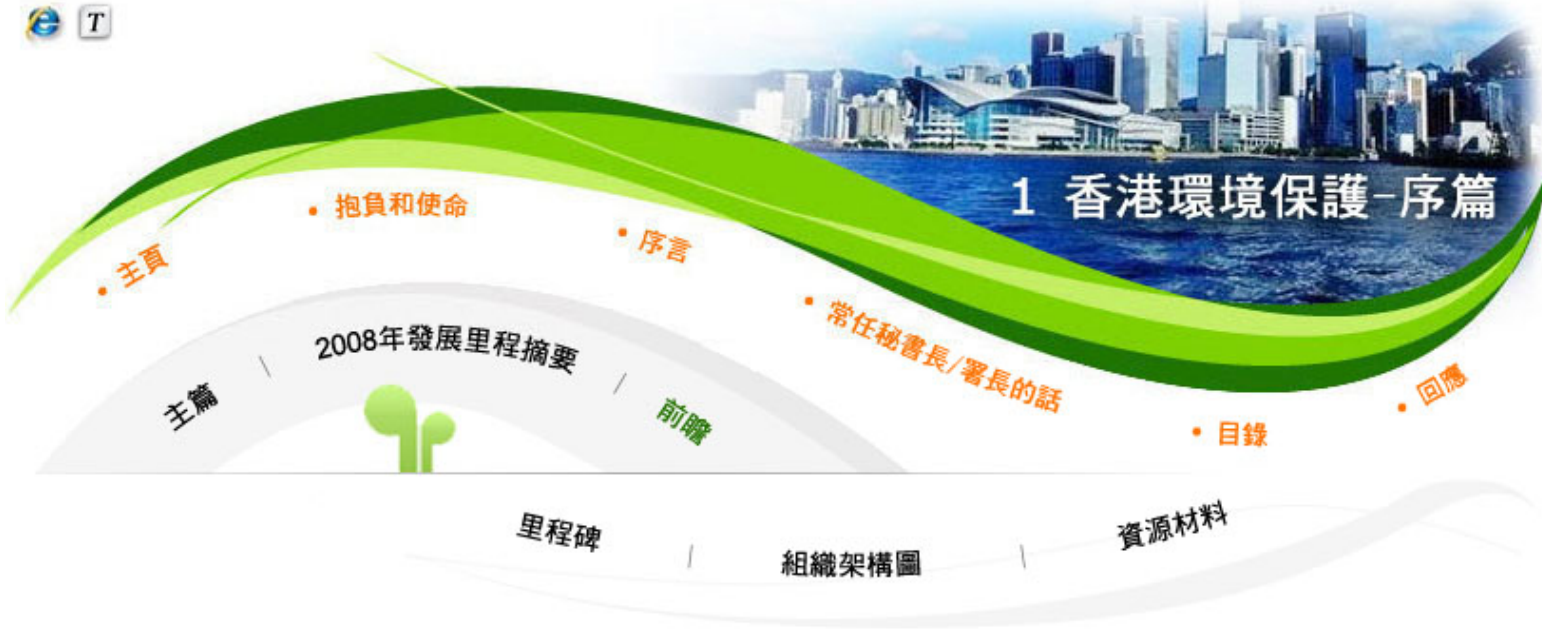 T
1 香港環境保護-序篇
• 主頁
• 抱負和使命
• 序言
• 常任秘書長/署長的話
• 目錄
• 回應
主篇 | 2008年發展里程摘要 / 前瞻
里程碑 | 組織架構圖 | 資源材料